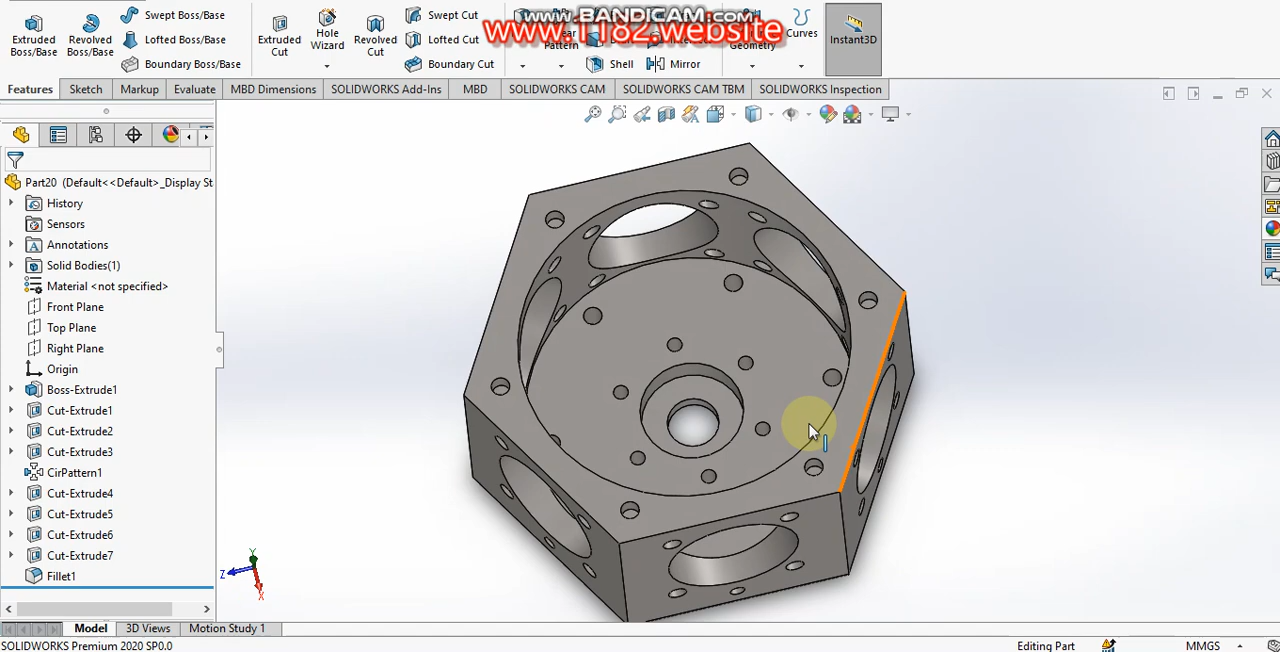 www.BANDICAM.com
www.1182.website
Extruded Boss/Base
Revolved Boss/Base
Swept Boss/Base
Lofted Boss/Base
Boundary Boss/Base
Extruded Cut
Hole Wizard
Revolved Cut
Swept Cut
Lofted Cut
Boundary Cut
Pattern
Shell
Mirror
Geometry
Curves
Instant3D
Features
Sketch
Markup
Evaluate
MBD Dimensions
SOLIDWORKS Add-Ins
MBD
SOLIDWORKS CAM
SOLIDWORKS CAM TBM
SOLIDWORKS Inspection
Part20 (Default<<Default>_Display St
History
Sensors
Annotations
Solid Bodies(1)
Material <not specified>
Front Plane
Top Plane
Right Plane
Origin
Boss-Extrude1
Cut-Extrude1
Cut-Extrude2
Cut-Extrude3
CirPattern1
Cut-Extrude4
Cut-Extrude5
Cut-Extrude6
Cut-Extrude7
Fillet1
Y
Z
X
Model
3D Views
Motion Study 1
SOLIDWORKS Premium 2020 SP0.0
Editing Part
MMGS